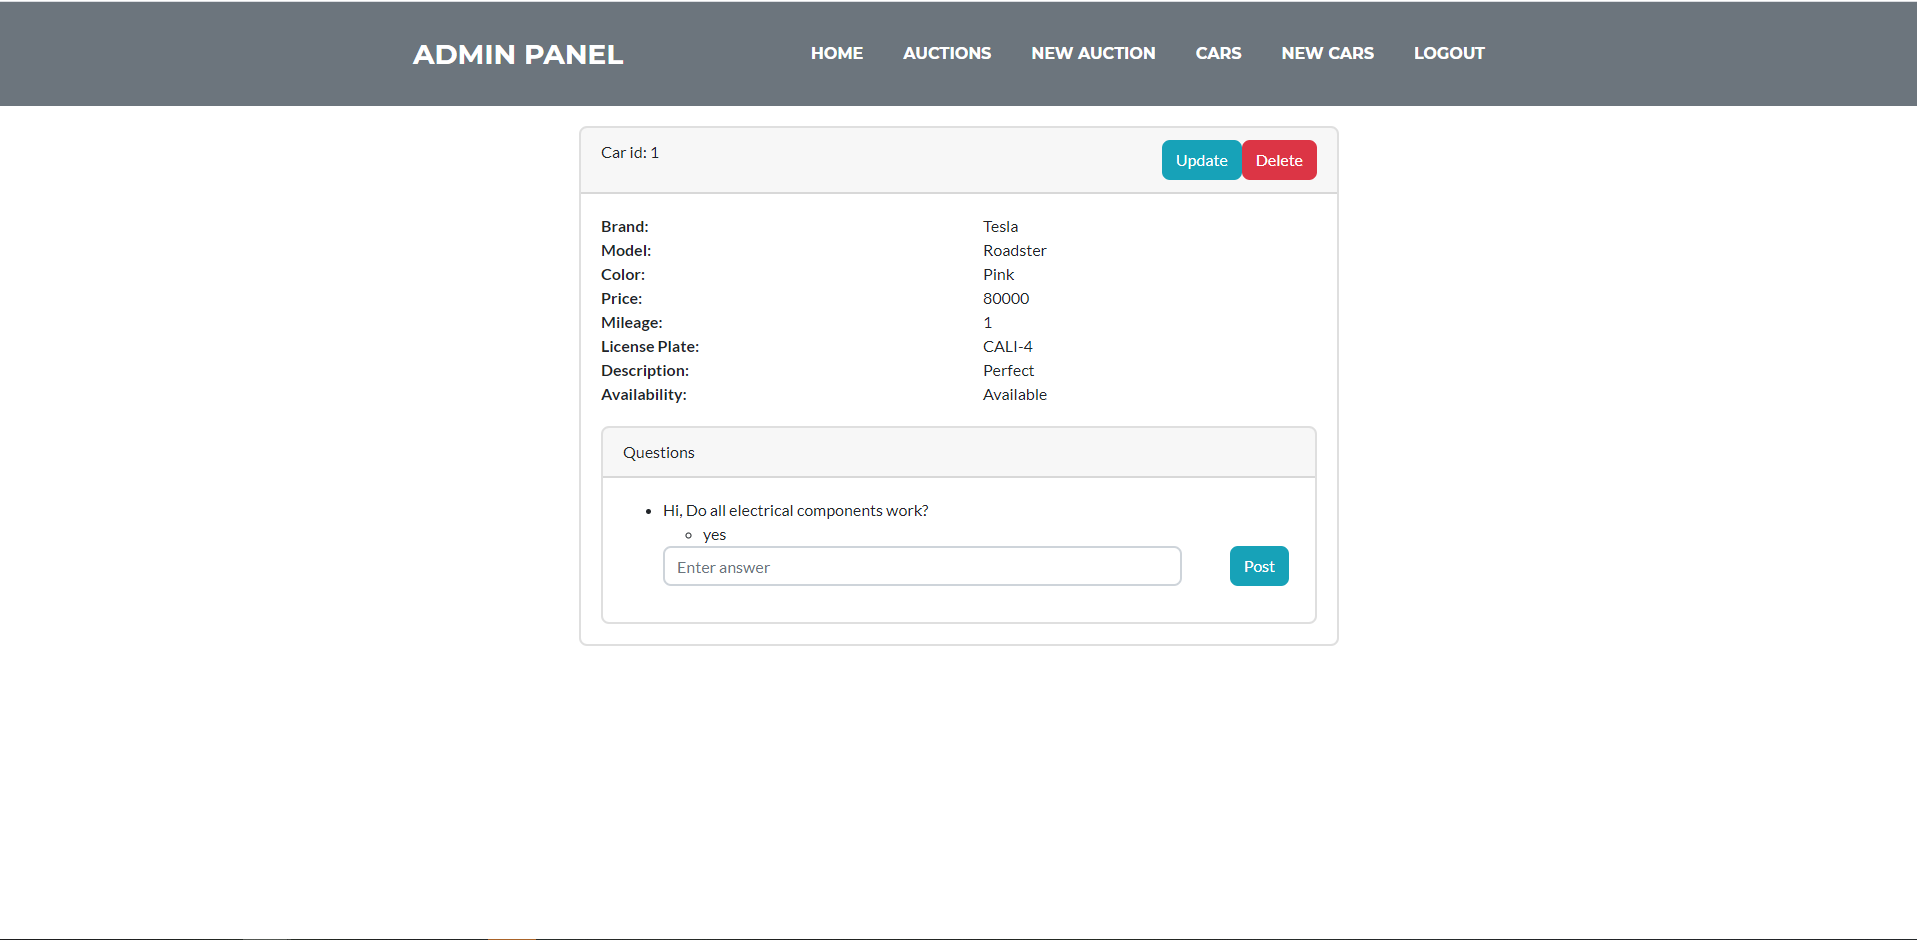 ADMIN PANEL HOME AUCTIONS NEW AUCTION CARS NEW CARS LOGOUT
Car id: 1 Update Delete
Brand: Tesla
Model: Roadster
Color: Pink
Price: 80000
Mileage: 1
License Plate: CALI-4
Description: Perfect
Availability: Available
Questions
Hi, Do all electrical components work?
yes
Enter answer Post